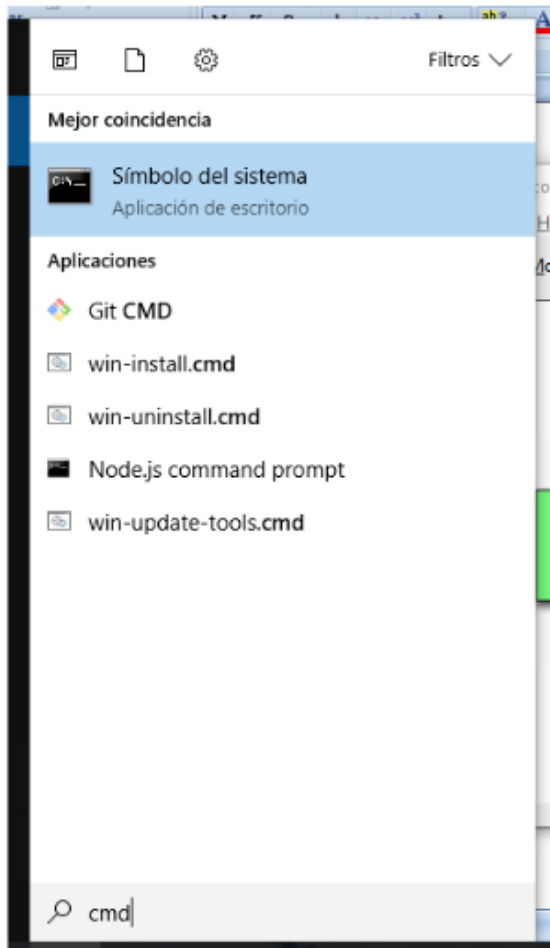 Filtros
Mejor coincidencia
Símbolo del sistema
Aplicación de escritorio
Aplicaciones
Git CMD
win-install.cmd
win-uninstall.cmd
Node.js command prompt
win-update-tools.cmd
cmd